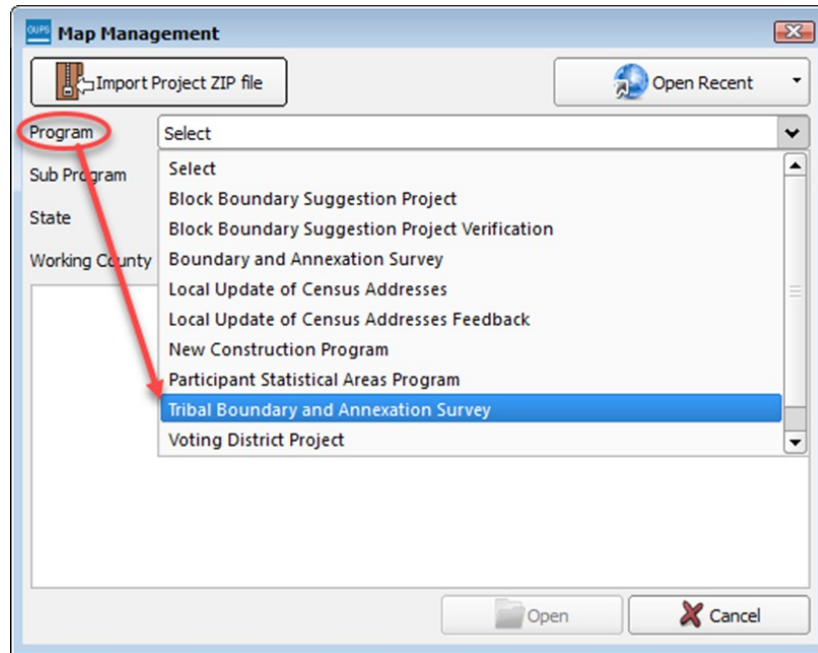 GUPS Map Management
Import Project ZIP file
Open Recent
Program
Select
Sub Program
State
Working County
Select
Block Boundary Suggestion Project
Block Boundary Suggestion Project Verification
Boundary and Annexation Survey
Local Update of Census Addresses
Local Update of Census Addresses Feedback
New Construction Program
Participant Statistical Areas Program
Tribal Boundary and Annexation Survey
Voting District Project
Open
Cancel